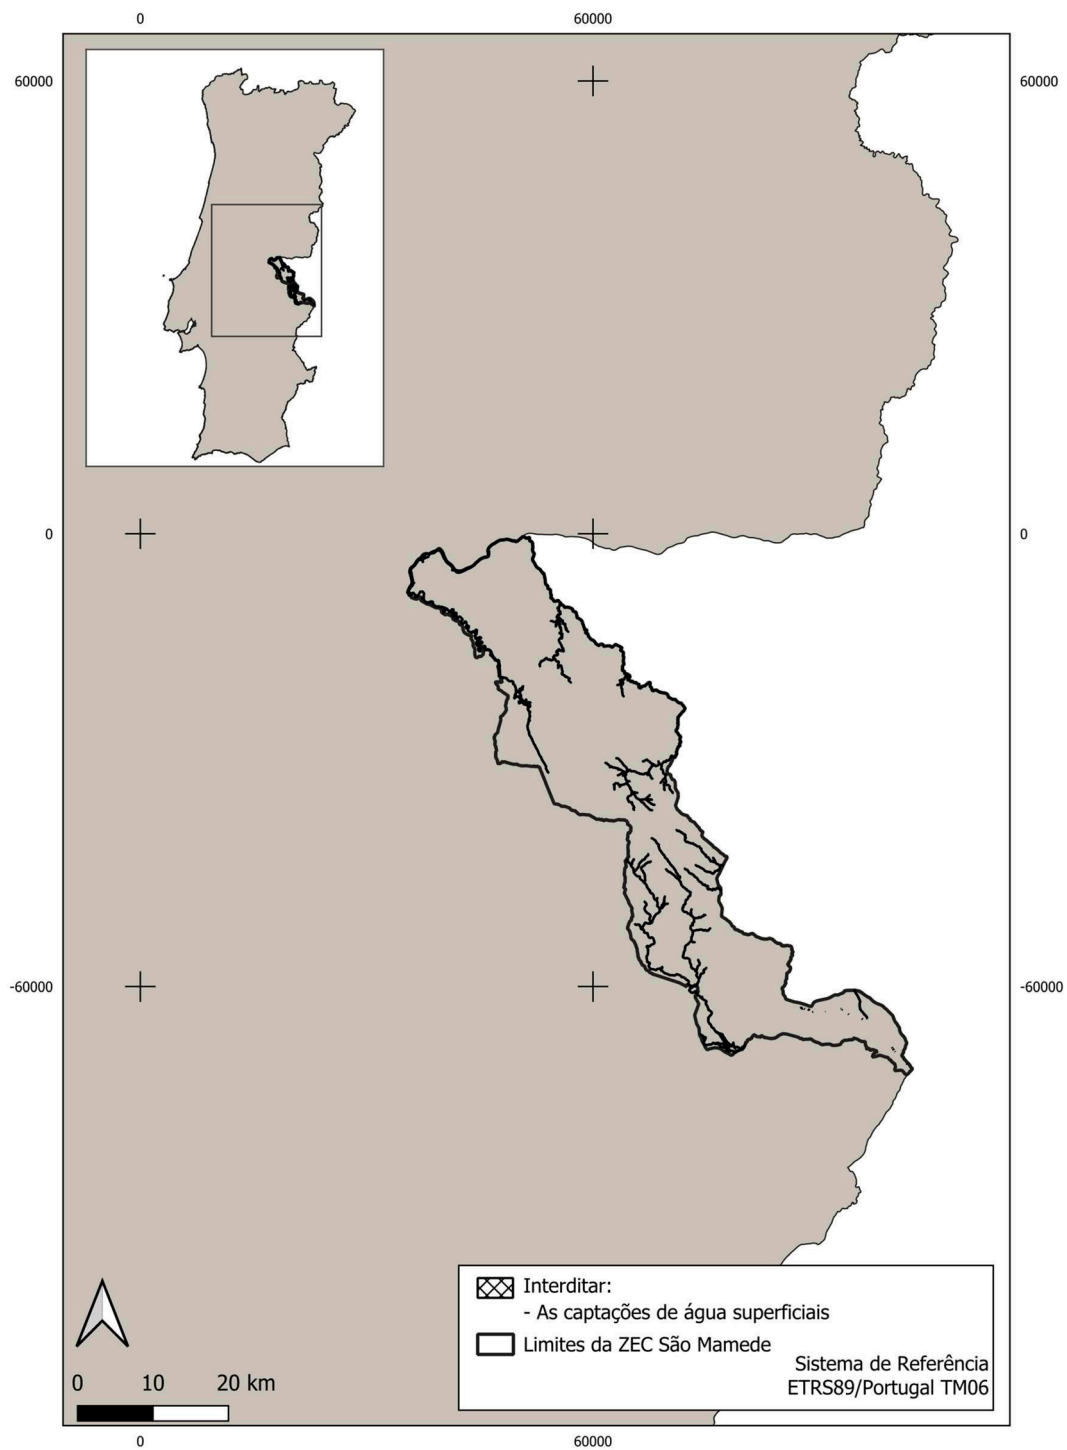 0 60000
60000 60000
0 0
-60000 -60000
Interditar:
- As captações de água superficiais
Limites da ZEC São Mamede
Sistema de Referência
ETRS89/Portugal TM06
0 10 20 km
0 60000